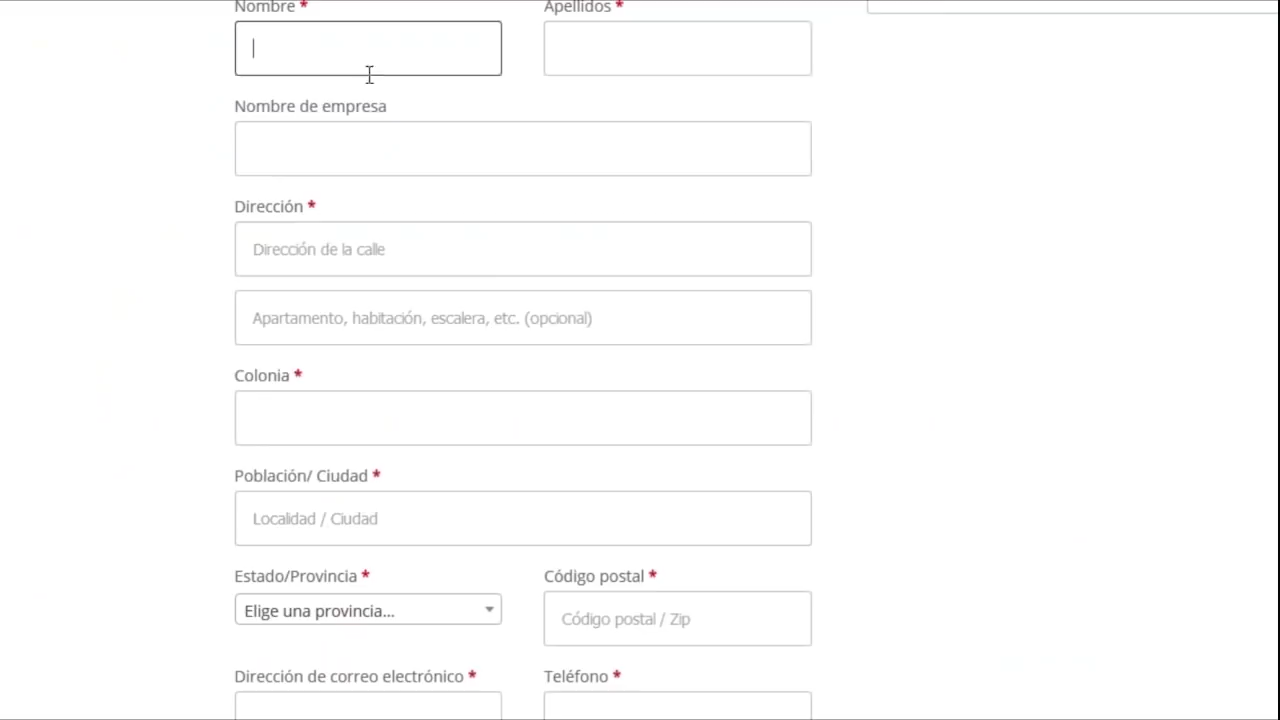 Nombre * Apellidos *
Nombre de empresa
Dirección *
Dirección de la calle
Apartamento, habitación, escalera, etc. (opcional)
Colonia *
Población/ Ciudad *
Localidad / Ciudad
Estado/Provincia * Código postal *
Elige una provincia... Código postal / Zip
Dirección de correo electrónico * Teléfono *